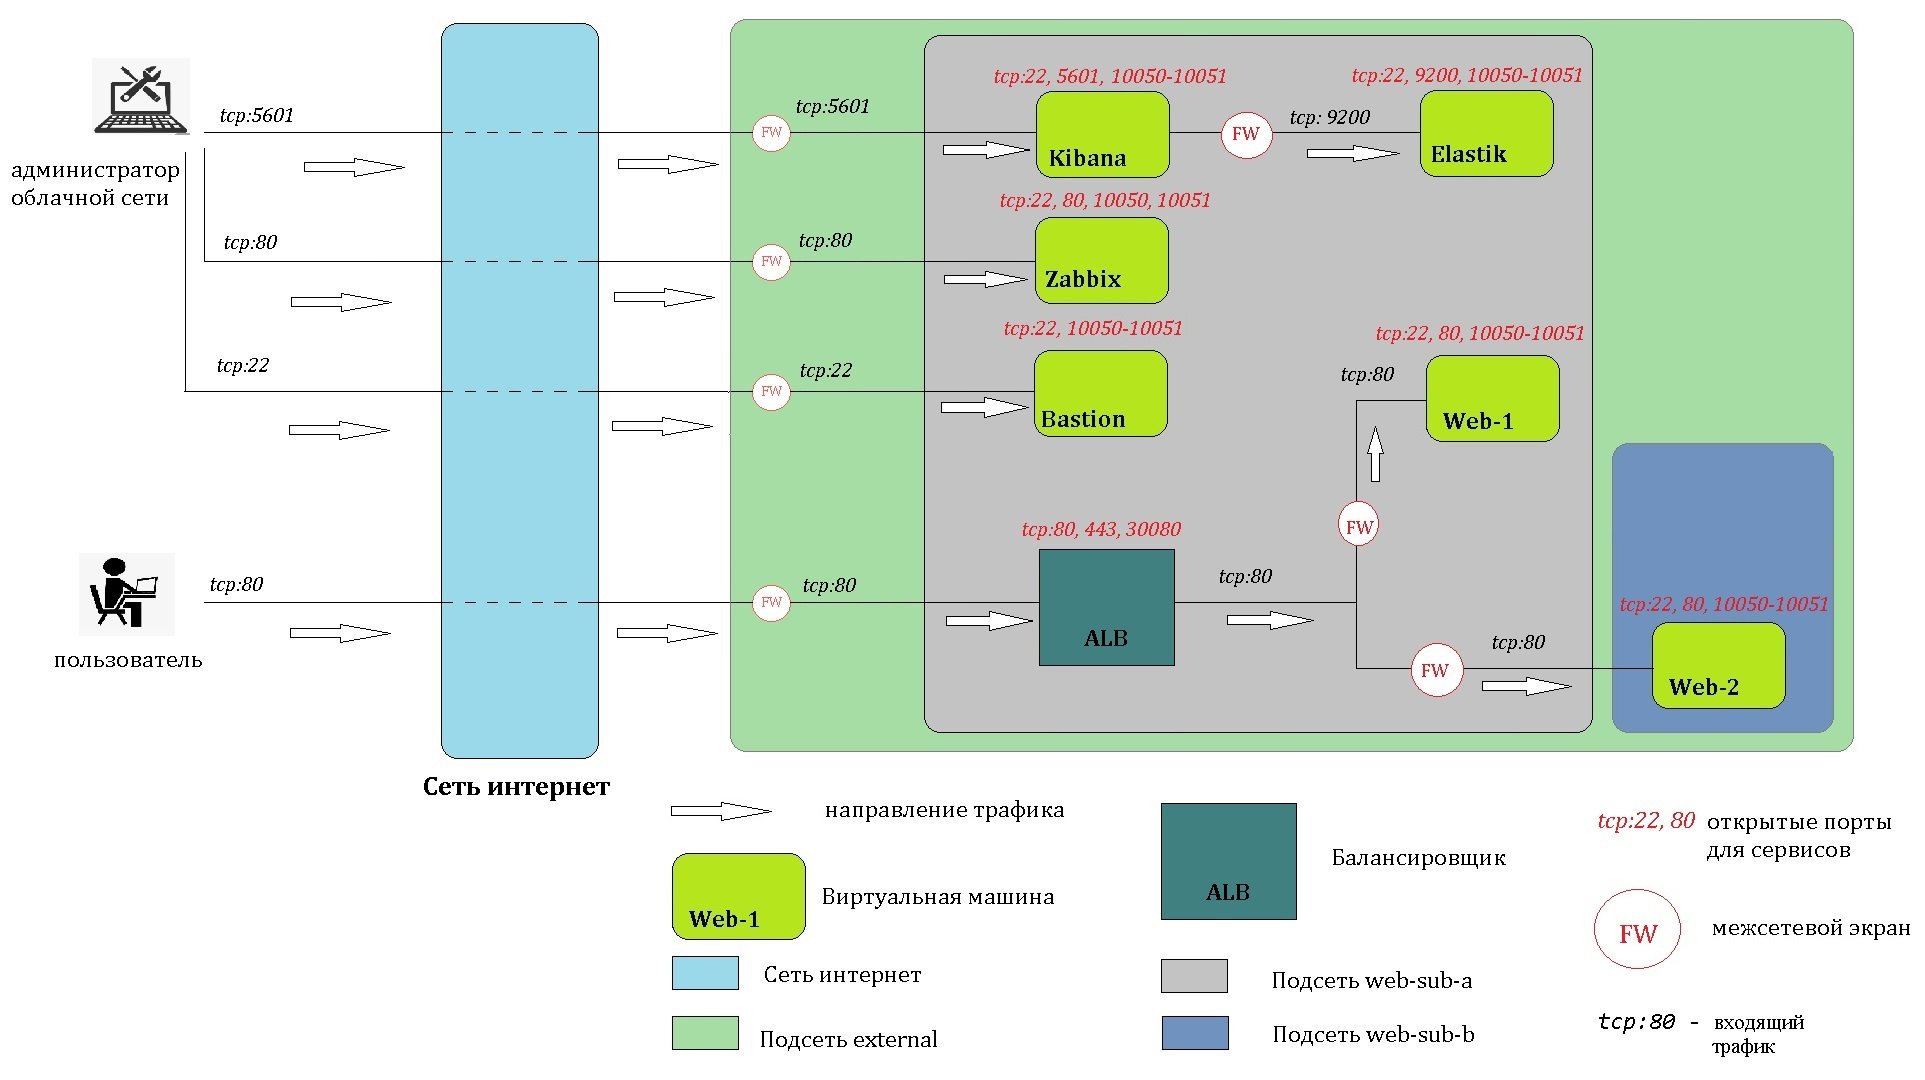 tcp:22, 5601, 10050-10051
tcp:22, 9200, 10050-10051
tcp:5601
FW
tcp:5601
Kibana
FW
tcp: 9200
Elastik
администратор
облачной сети
tcp:22, 80, 10050, 10051
tcp:80
FW
tcp:80
Zabbix
tcp:22, 10050-10051
tcp:22, 80, 10050-10051
tcp:22
FW
tcp:22
Bastion
tcp:80
Web-1
tcp:80, 443, 30080
FW
tcp:80
FW
tcp:80
ALB
tcp:80
tcp:22, 80, 10050-10051
FW
tcp:80
Web-2
пользователь
Сеть интернет
направление трафика
Web-1
Виртуальная машина
Сеть интернет
Подсеть external
ALB
Балансировщик
Подсеть web-sub-a
Подсеть web-sub-b
tcp:22, 80 открытые порты
для сервисов
FW
межсетевой экран
tcp:80 - входящий
трафик